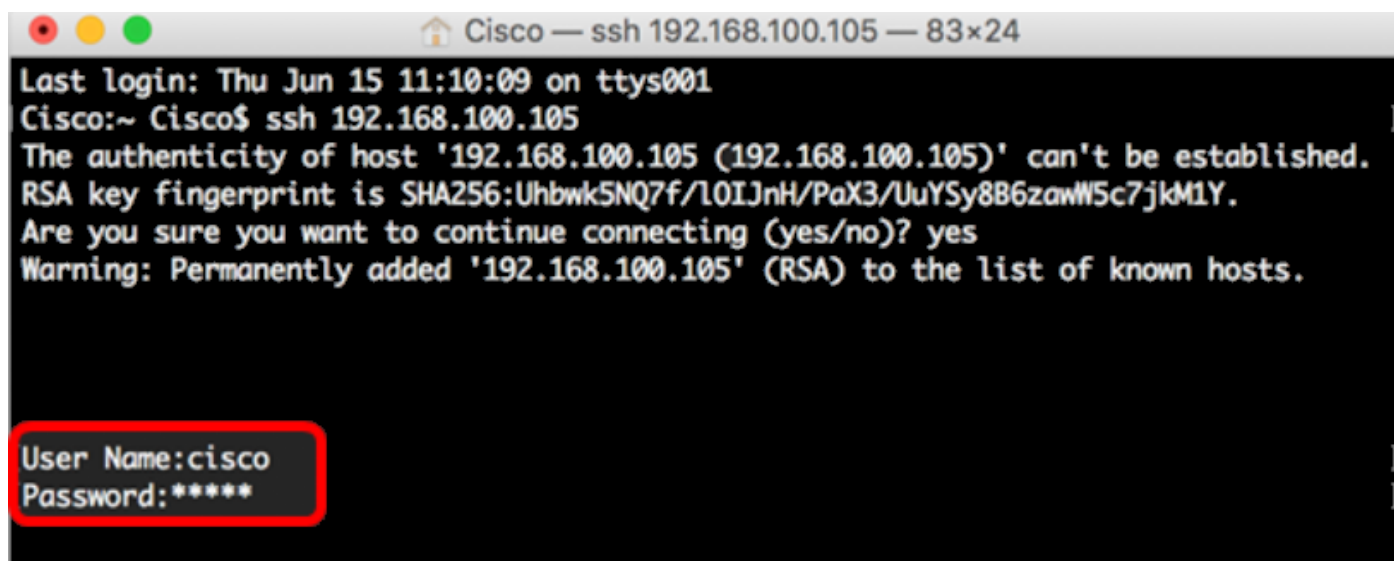 Cisco — ssh 192.168.100.105 — 83×24
Last login: Thu Jun 15 11:10:09 on ttys001
Cisco:~ Cisco$ ssh 192.168.100.105
The authenticity of host '192.168.100.105 (192.168.100.105)' can't be established.
RSA key fingerprint is SHA256:Uhbwk5NQ7f/lOIJnH/PaX3/UuYSy8B6zawW5c7jkM1Y.
Are you sure you want to continue connecting (yes/no)? yes
Warning: Permanently added '192.168.100.105' (RSA) to the list of known hosts.
User Name:cisco
Password:*****